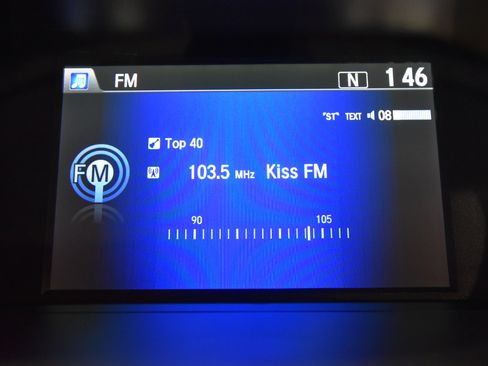 FM N 1 46
"ST" TEXT 08
Top 40
FM 103.5 MHz Kiss FM
90 105